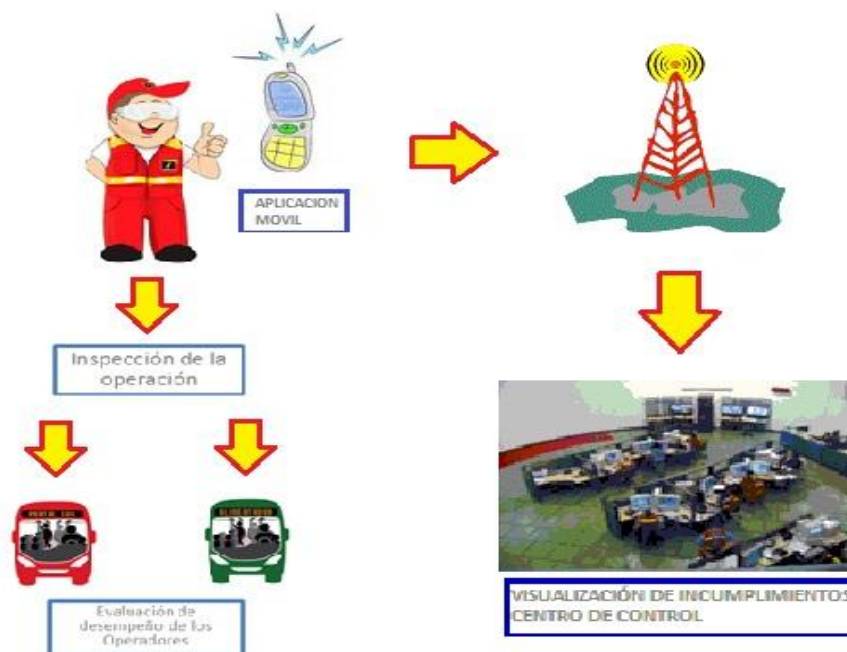 APLICACION
MOVIL
Inspección de la
operación
Evaluación de
desempeño de los
Operadores
VISUALIZACIÓN DE INCUMPLIMIENTOS
CENTRO DE CONTROL